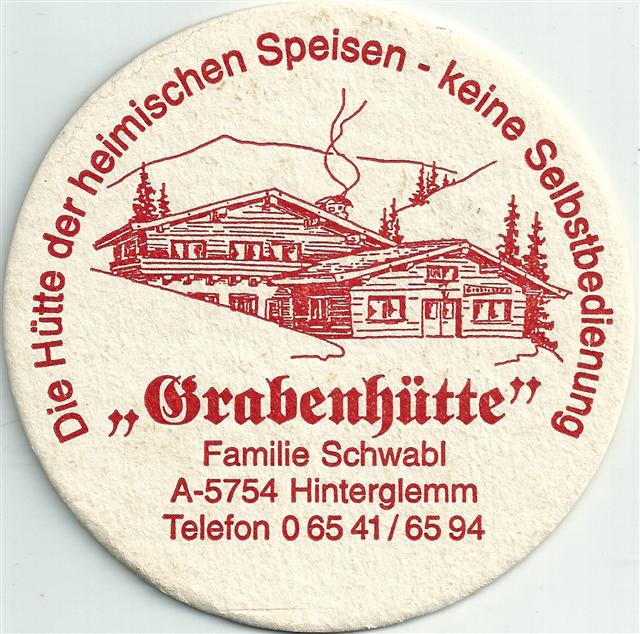 Die Hütte der heimischen Speisen - keine Selbstbedienung
„Grabenhütte”
Familie Schwabl
A-5754 Hinterglemm
Telefon 0 65 41 / 65 94